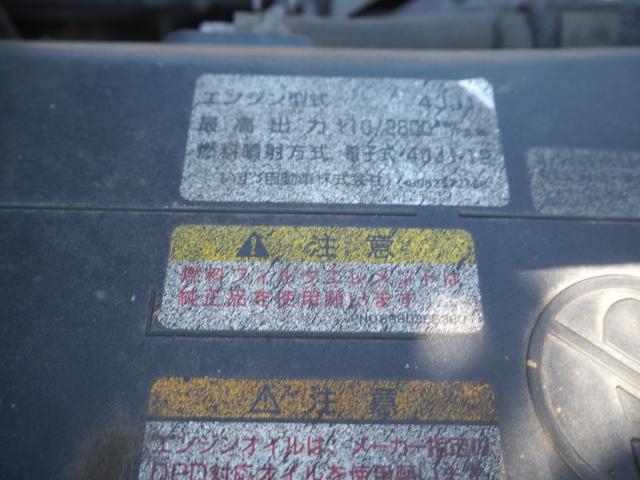 エンジン型式 4JJ1
最高出力 110/2800
燃料噴射方式 電子式・4JJ1-12
いすゞ自動車株式会社
⚠ 注意
燃料フィルタエレメントは
純正品を使用願います
⚠ 注意
エンジンオイルは、メーカー指定の
DPD対応オイルを使用願います